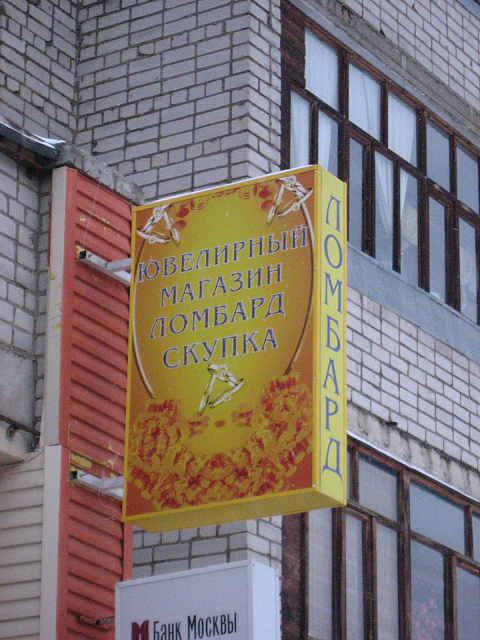 ЮВЕЛИРНЫЙ
МАГАЗИН
ЛОМБАРД
СКУПКА
ЛОМБАРД
Банк Москвы